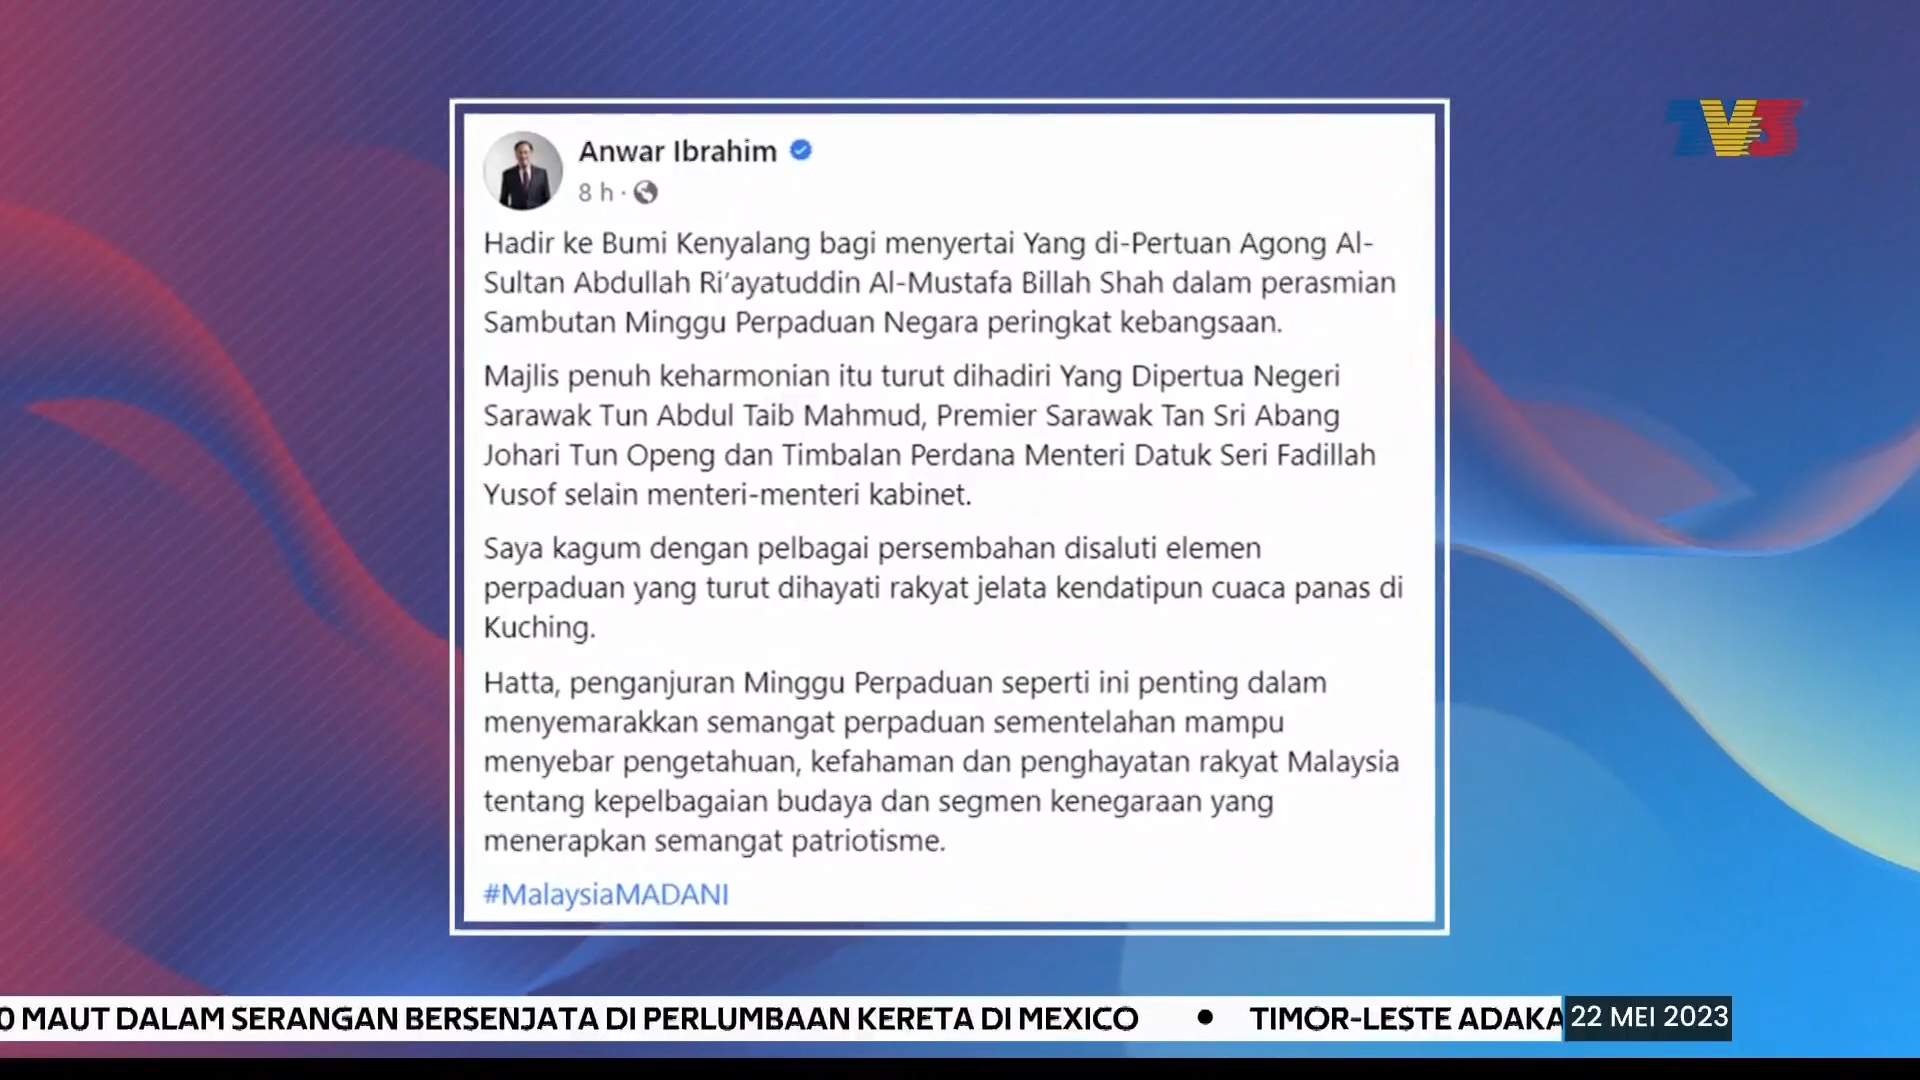 TV3
Anwar Ibrahim
8 h ·
Hadir ke Bumi Kenyalang bagi menyertai Yang di-Pertuan Agong Al-
Sultan Abdullah Ri’ayatuddin Al-Mustafa Billah Shah dalam perasmian
Sambutan Minggu Perpaduan Negara peringkat kebangsaan.
Majlis penuh keharmonian itu turut dihadiri Yang Dipertua Negeri
Sarawak Tun Abdul Taib Mahmud, Premier Sarawak Tan Sri Abang
Johari Tun Openg dan Timbalan Perdana Menteri Datuk Seri Fadillah
Yusof selain menteri-menteri kabinet.
Saya kagum dengan pelbagai persembahan disaluti elemen
perpaduan yang turut dihayati rakyat jelata kendatipun cuaca panas di
Kuching.
Hatta, penganjuran Minggu Perpaduan seperti ini penting dalam
menyemarakkan semangat perpaduan sementelahan mampu
menyebar pengetahuan, kefahaman dan penghayatan rakyat Malaysia
tentang kepelbagaian budaya dan segmen kenegaraan yang
menerapkan semangat patriotisme.
#MalaysiaMADANI
0 MAUT DALAM SERANGAN BERSENJATA DI PERLUMBAAN KERETA DI MEXICO • TIMOR-LESTE ADAKA 22 MEI 2023